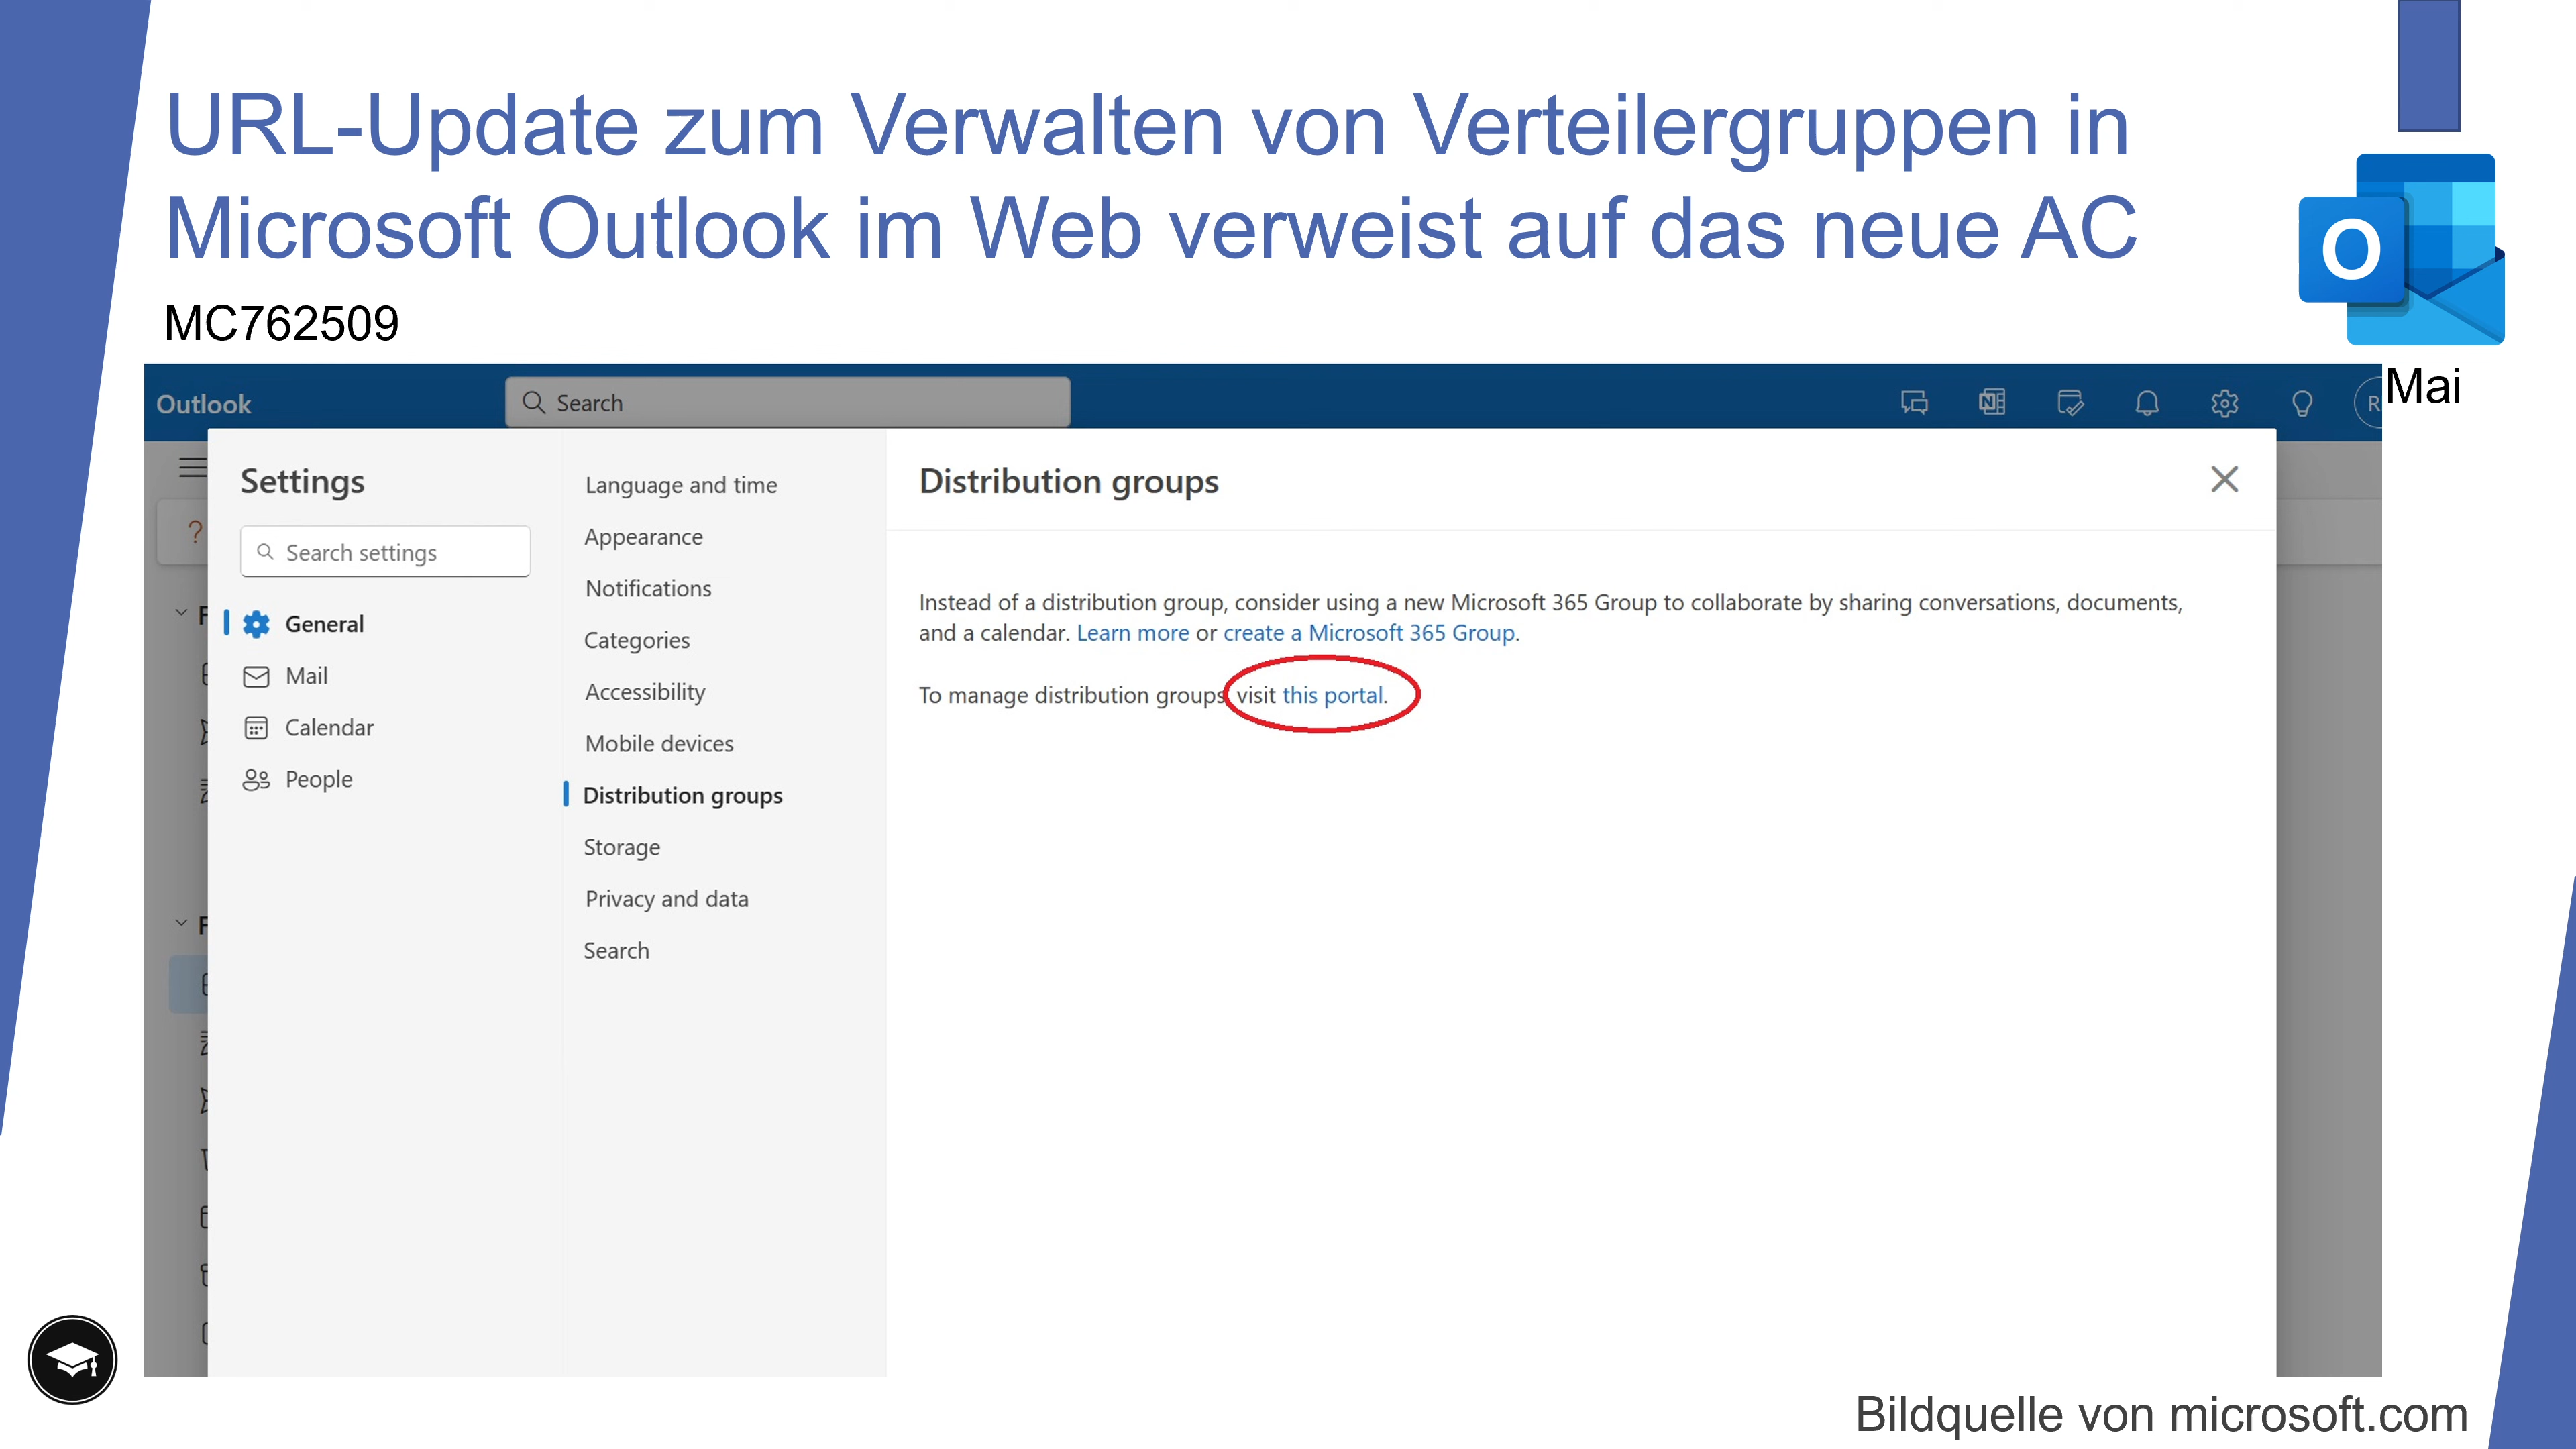 URL-Update zum Verwalten von Verteilergruppen in
Microsoft Outlook im Web verweist auf das neue AC
MC762509
O
Mai
Outlook
Search
N
R
Settings
Search settings
General
Mail
Calendar
People
Language and time
Appearance
Notifications
Categories
Accessibility
Mobile devices
Distribution groups
Storage
Privacy and data
Search
Distribution groups
Instead of a distribution group, consider using a new Microsoft 365 Group to collaborate by sharing conversations, documents,
and a calendar. Learn more or create a Microsoft 365 Group.
To manage distribution groups visit this portal.
Bildquelle von microsoft.com